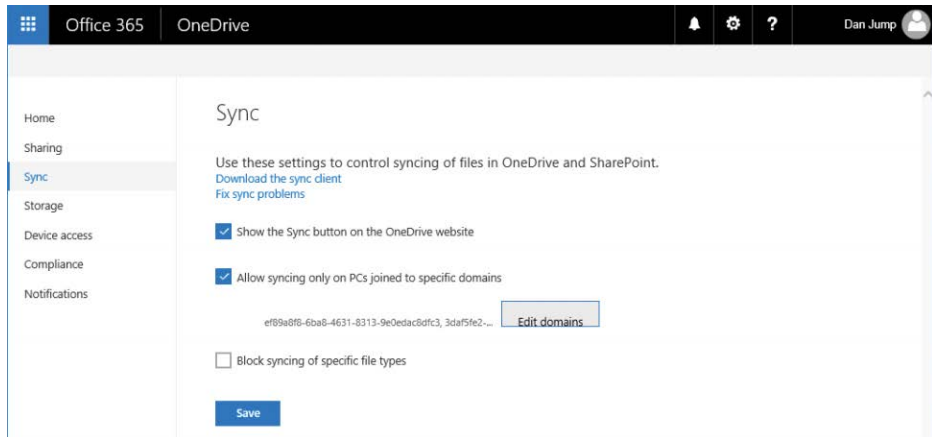 Office 365 OneDrive ? Dan Jump
Home
Sharing
Sync
Storage
Device access
Compliance
Notifications
Sync
Use these settings to control syncing of files in OneDrive and SharePoint.
Download the sync client
Fix sync problems
Show the Sync button on the OneDrive website
Allow syncing only on PCs joined to specific domains
ef89a8f8-6ba8-4631-8313-9e0edac8dfc3, 3daf5fe2-... Edit domains
Block syncing of specific file types
Save